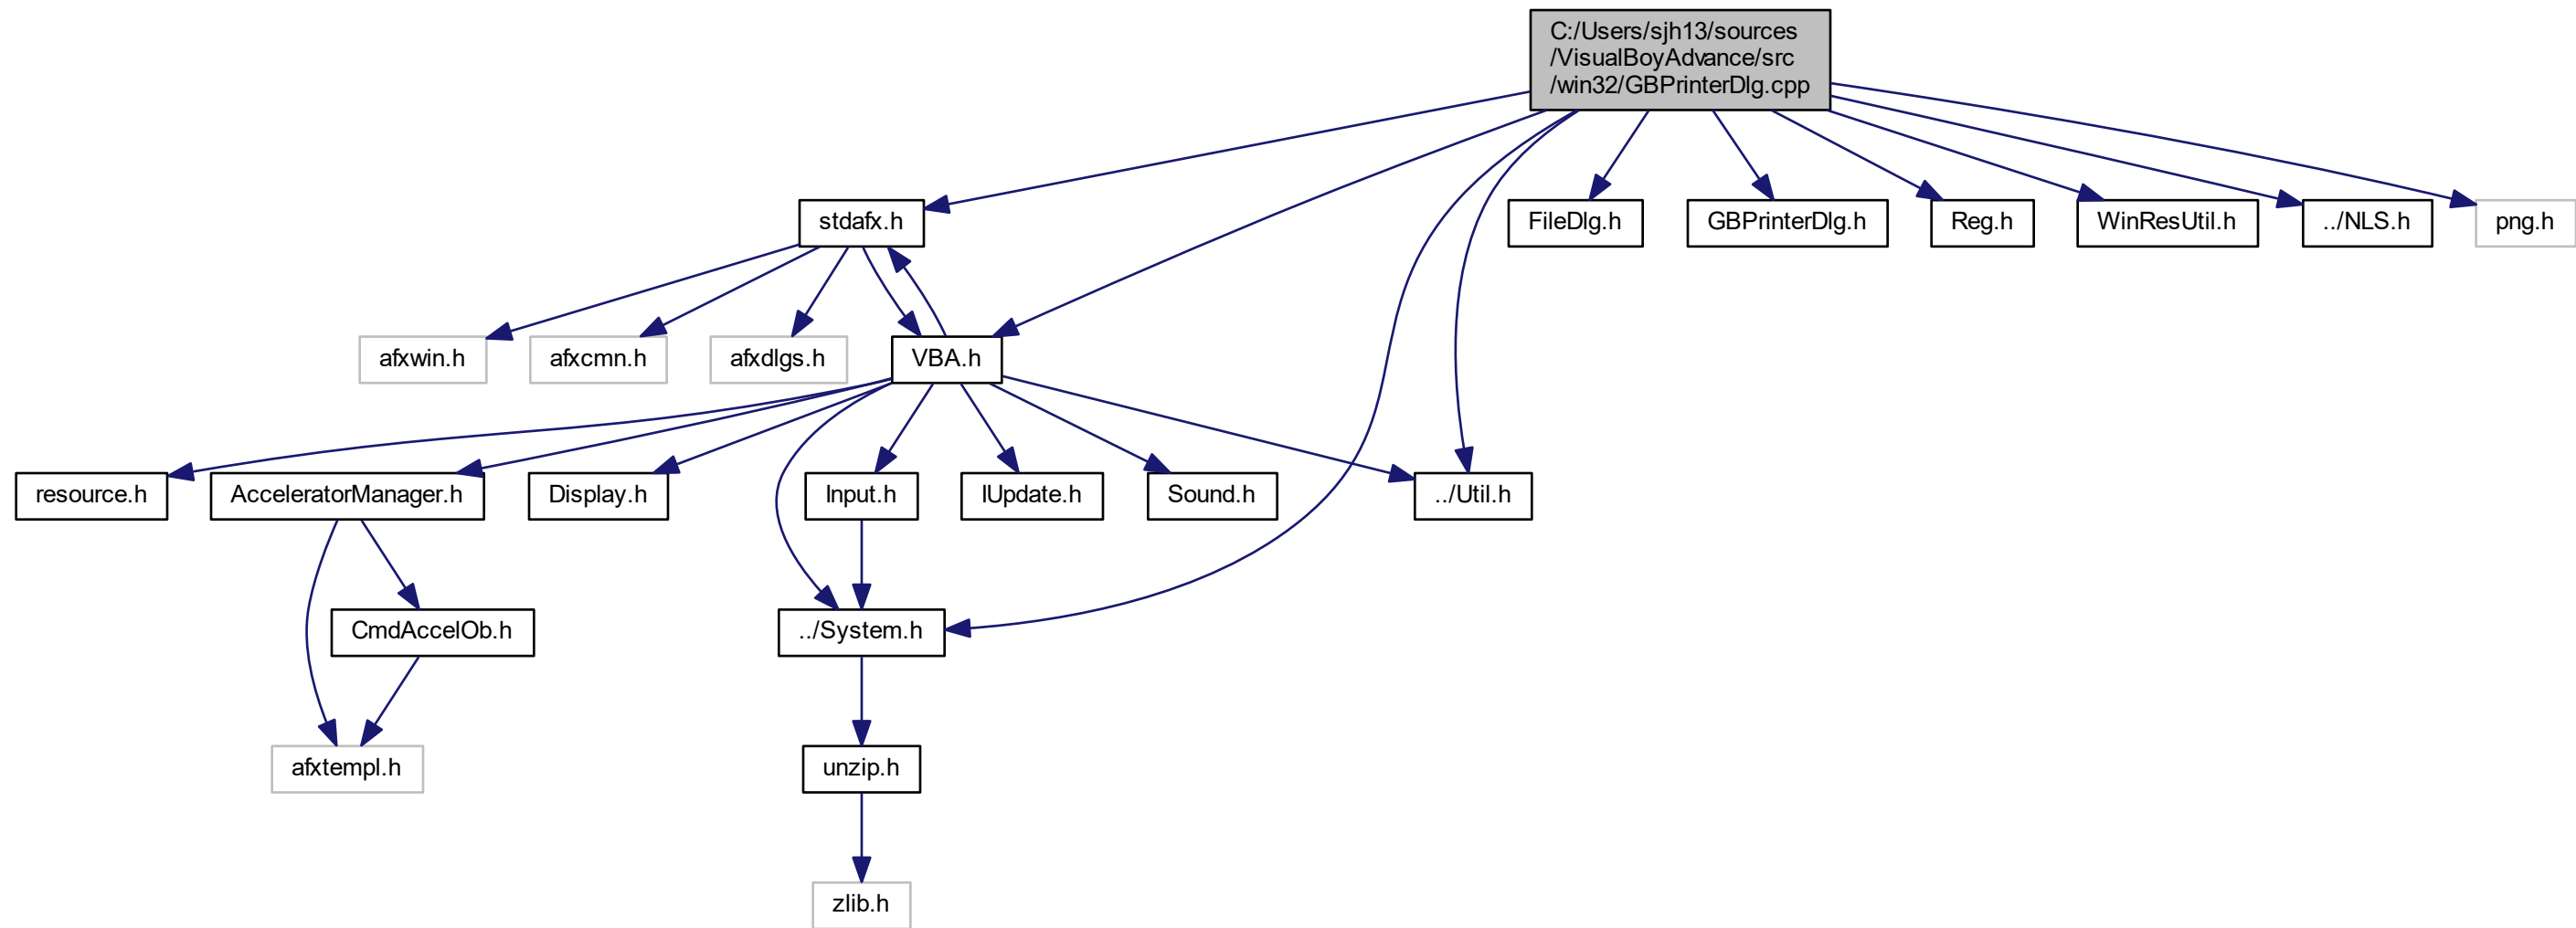 C:/Users/sjh13/sources
/VisualBoyAdvance/src
/win32/GBPrinterDlg.cpp
stdafx.h
FileDlg.h
GBPrinterDlg.h
Reg.h
WinResUtil.h
../NLS.h
png.h
afxwin.h
afxcmn.h
afxdlgs.h
VBA.h
resource.h
AcceleratorManager.h
Display.h
Input.h
IUpdate.h
Sound.h
../Util.h
CmdAccelOb.h
../System.h
afxtempl.h
unzip.h
zlib.h